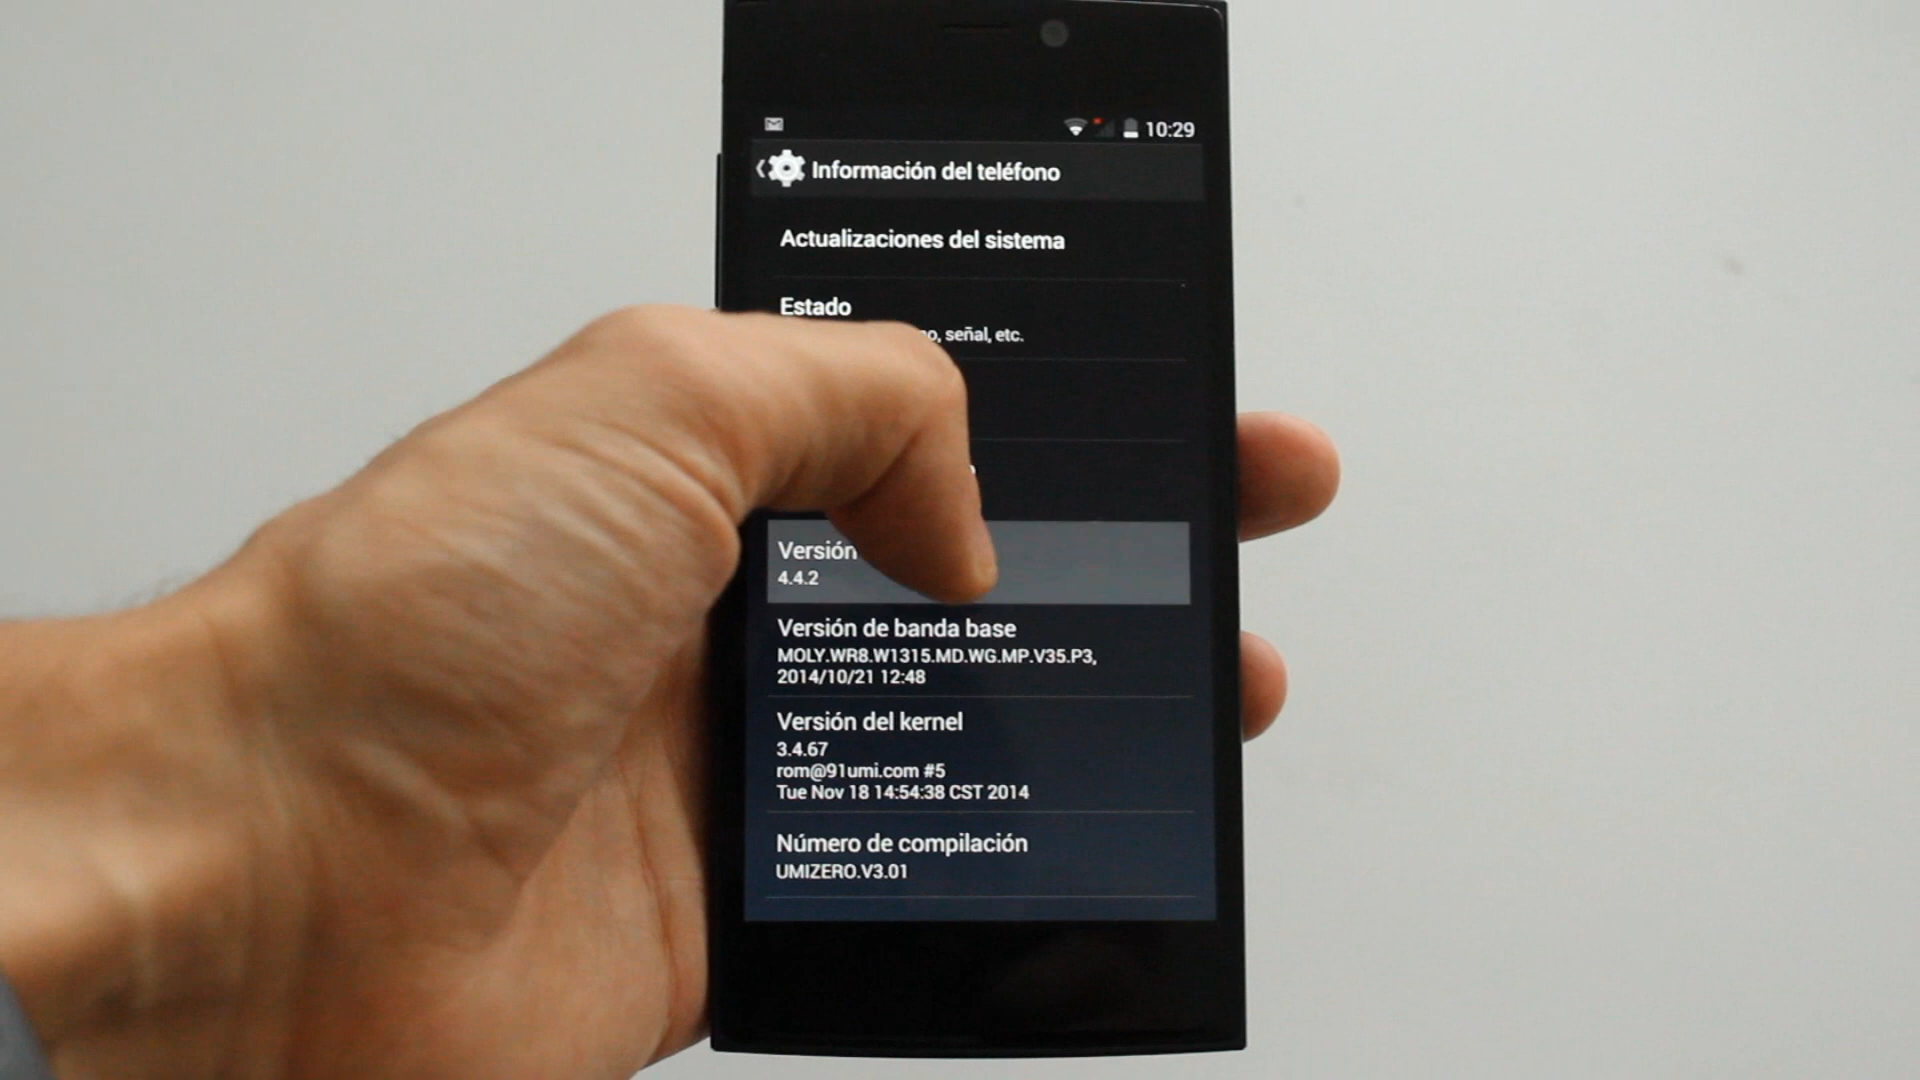 10:29
Información del teléfono
Actualizaciones del sistema
Estado
señal, etc.
Versión
4.4.2
Versión de banda base
MOLY.WR8.W1315.MD.WG.MP.V35.P3,
2014/10/21 12:48
Versión del kernel
3.4.67
rom@91umi.com #5
Tue Nov 18 14:54:38 CST 2014
Número de compilación
UMIZERO.V3.01